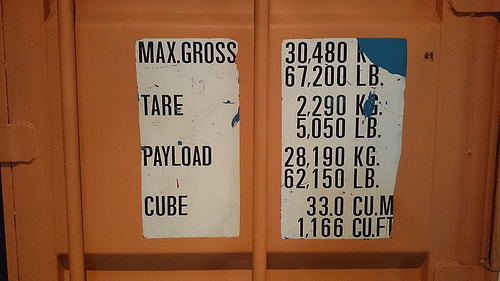 MAX.GROSS 30,480 K
67,200 LB.
TARE 2,290 KG.
5,050 LB.
PAYLOAD 28,190 KG.
62,150 LB.
CUBE 33.0 CU.M
1,166 CU.FT